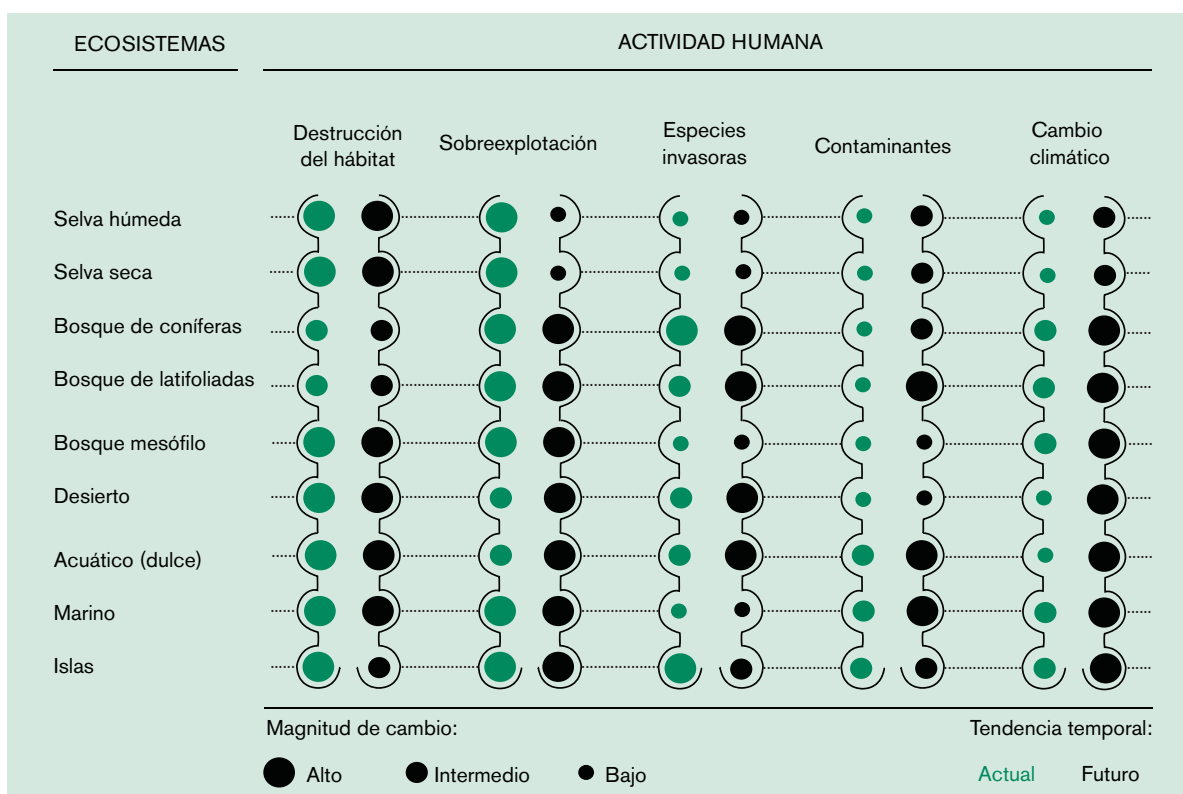 ECOSISTEMAS
ACTIVIDAD HUMANA
Destrucción
del hábitat
Sobreexplotación
Especies
invasoras
Contaminantes
Cambio
climático
Selva húmeda
Selva seca
Bosque de coníferas
Bosque de latifoliadas
Bosque mesófilo
Desierto
Acuático (dulce)
Marino
Islas
Magnitud de cambio:
Tendencia temporal:
Alto
Intermedio
Bajo
Actual
Futuro